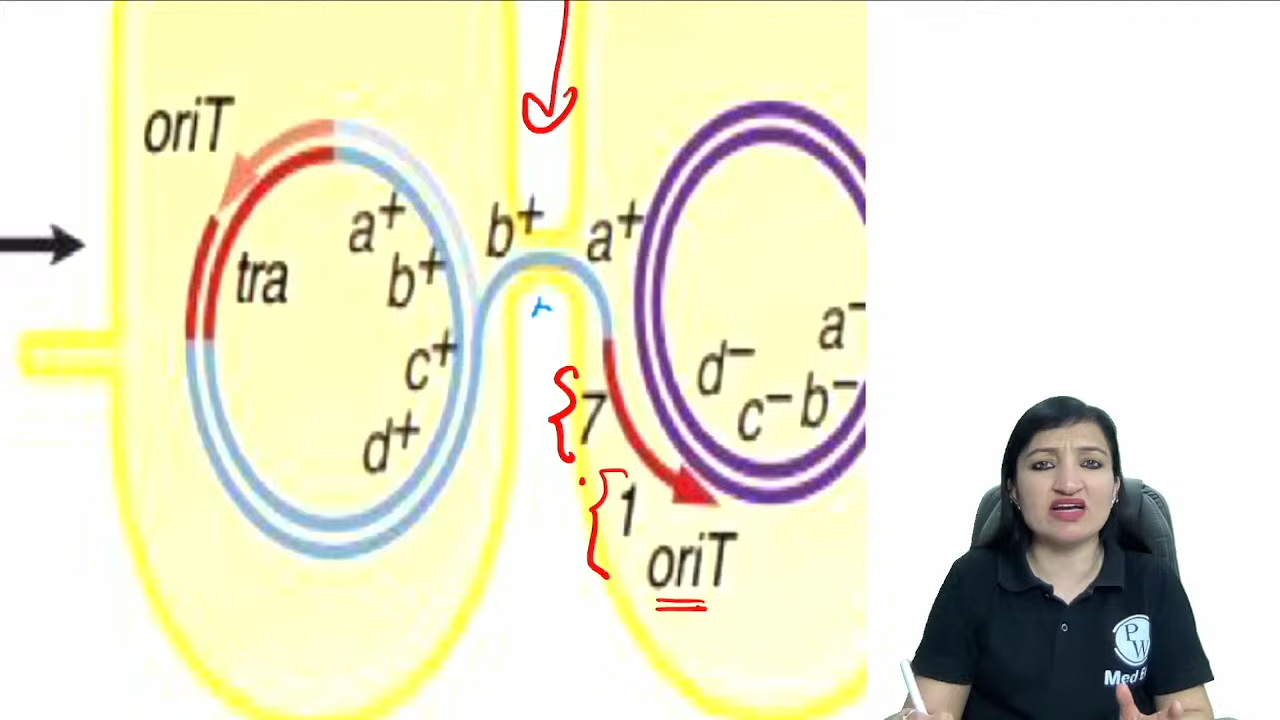 oriT
a+
b+
a+
tra
b+
a-
c+
d-
c-
b-
7
d+
1
oriT
PW
Med E